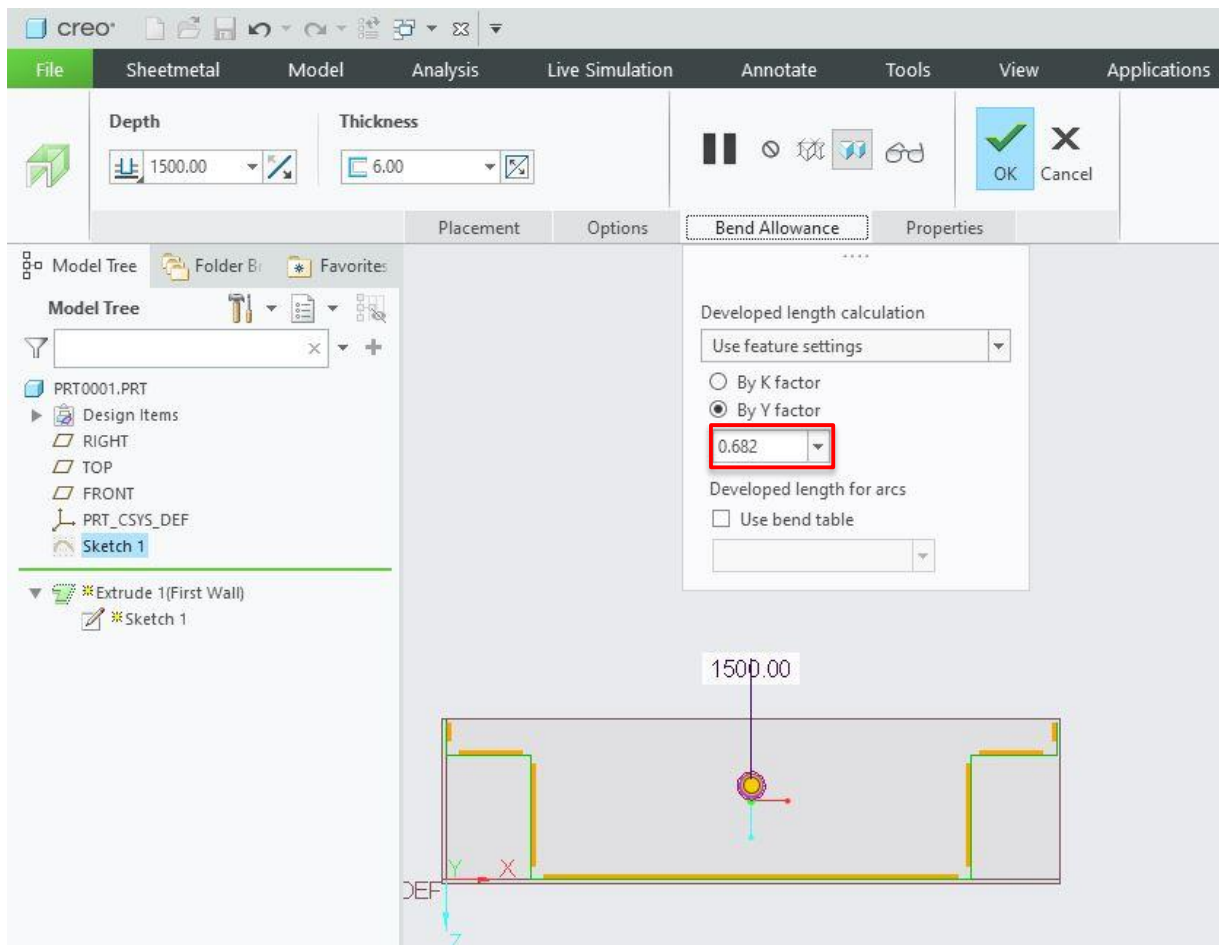 creo
File Sheetmetal Model Analysis Live Simulation Annotate Tools View Applications
Depth Thickness
1500.00 6.00 OK Cancel
Placement Options Bend Allowance Properties
Model Tree Folder Br Favorites
Model Tree
PRT0001.PRT
Design Items
RIGHT
TOP
FRONT
PRT_CSYS_DEF
Sketch 1
Extrude 1(First Wall)
Sketch 1
Developed length calculation
Use feature settings
By K factor
By Y factor
0.682
Developed length for arcs
Use bend table
1500.00
Y X
DEF
Z